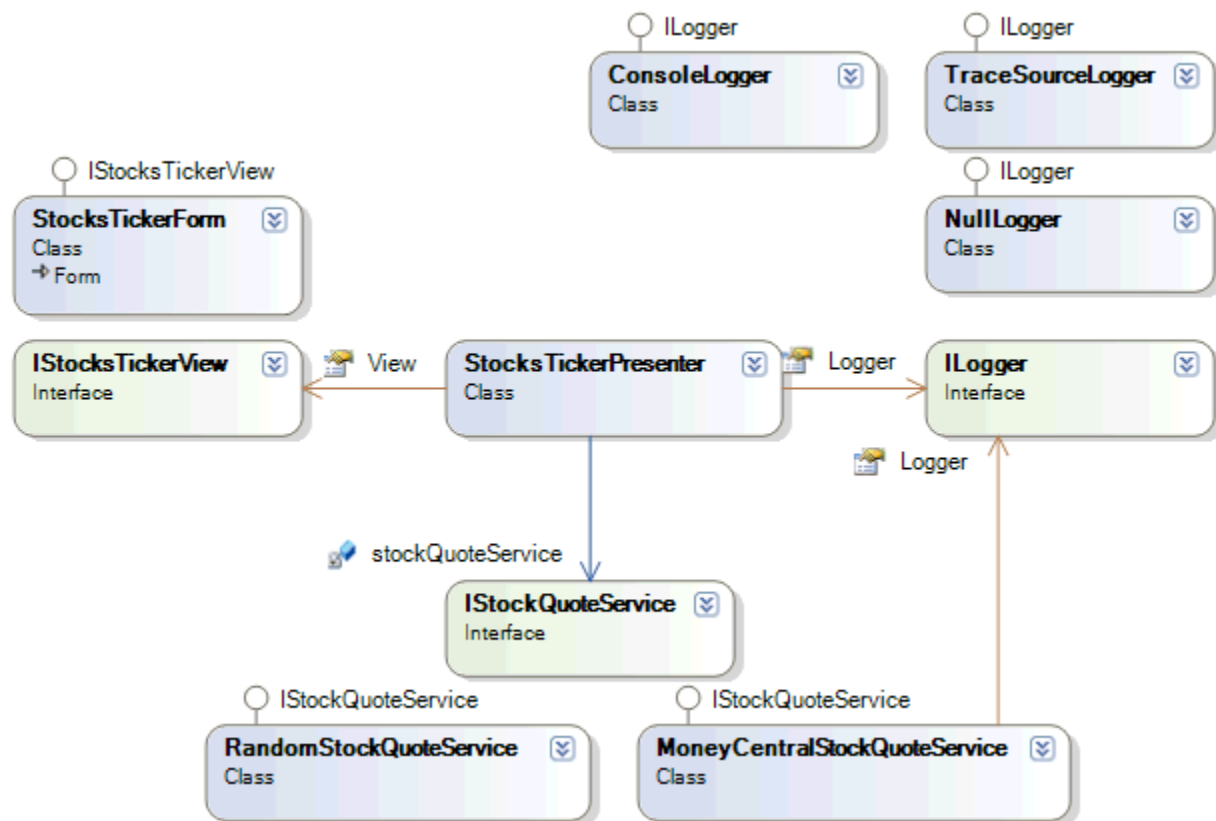 ILogger
ILogger
ConsoleLogger
Class
TraceSourceLogger
Class
IStocksTickerView
ILogger
StocksTickerForm
Class
Form
NullLogger
Class
IStocksTickerView
Interface
View
StocksTickerPresenter
Class
Logger
ILogger
Interface
Logger
stockQuoteService
IStockQuoteService
Interface
IStockQuoteService
IStockQuoteService
RandomStockQuoteService
Class
MoneyCentralStockQuoteService
Class